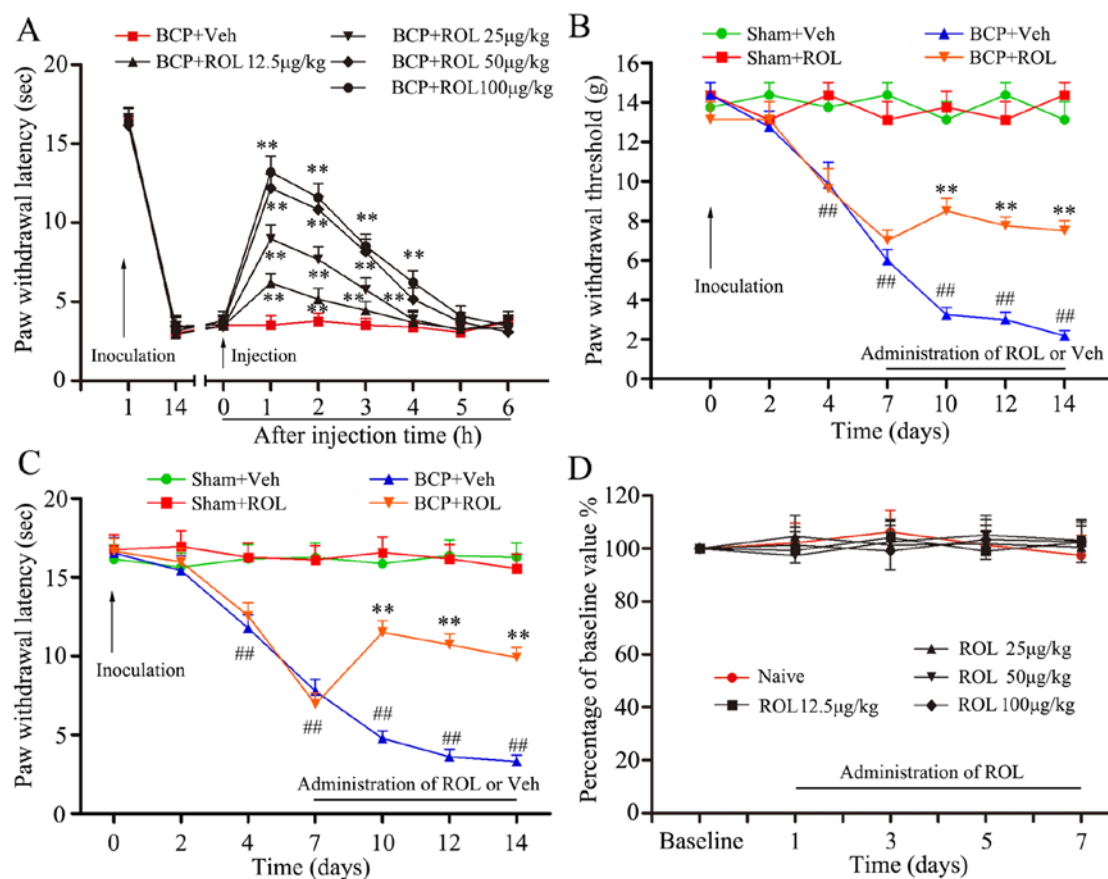 A
BCP+Veh
BCP+ROL 12.5μg/kg
BCP+ROL 25μg/kg
BCP+ROL 50μg/kg
BCP+ROL100μg/kg
Paw withdrawal latency (sec)
20
15
10
5
0
** ** ** **
** **
** ** **
** ** ** **
**
Inoculation
Injection
1 14 0 1 2 3 4 5 6
After injection time (h)
B
Sham+Veh
Sham+ROL
BCP+Veh
BCP+ROL
Paw withdrawal threshold (g)
16
14
12
10
8
6
4
2
0
** ** **
## ## ## ## ##
Inoculation
Administration of ROL or Veh
0 2 4 7 10 12 14
Time (days)
C
Sham+Veh
Sham+ROL
BCP+Veh
BCP+ROL
Paw withdrawal latency (sec)
20
15
10
5
0
** ** **
## ## ## ## ##
Inoculation
Administration of ROL or Veh
0 2 4 7 10 12 14
Time (days)
D
Percentage of baseline value %
120
100
80
60
40
20
0
Naive
ROL12.5μg/kg
ROL 25μg/kg
ROL 50μg/kg
ROL 100μg/kg
Administration of ROL
Baseline 1 3 5 7
Time (days)